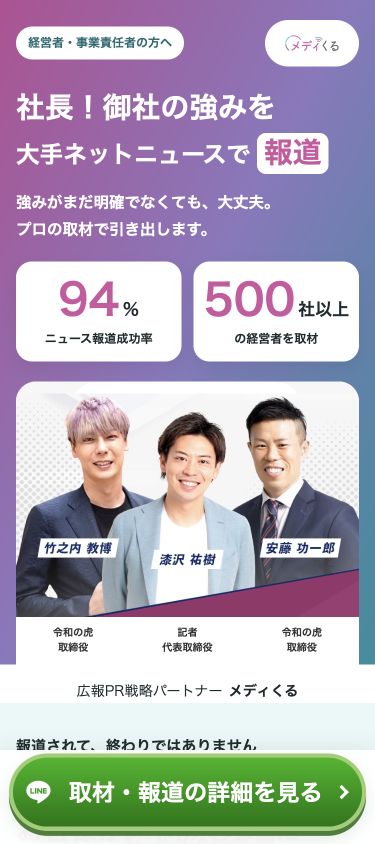 経営者・事業責任者の方へ
メディくる
社長！御社の強みを
大手ネットニュースで 報道
強みがまだ明確でなくても、大丈夫。
プロの取材で引き出します。
94%
ニュース報道成功率
500社以上
の経営者を取材
竹之内 教博
漆沢 祐樹
安藤 功一郎
令和の虎
取締役
記者
代表取締役
令和の虎
取締役
広報PR戦略パートナー メディくる
報道されて、終わりではありません
LINE 取材・報道の詳細を見る